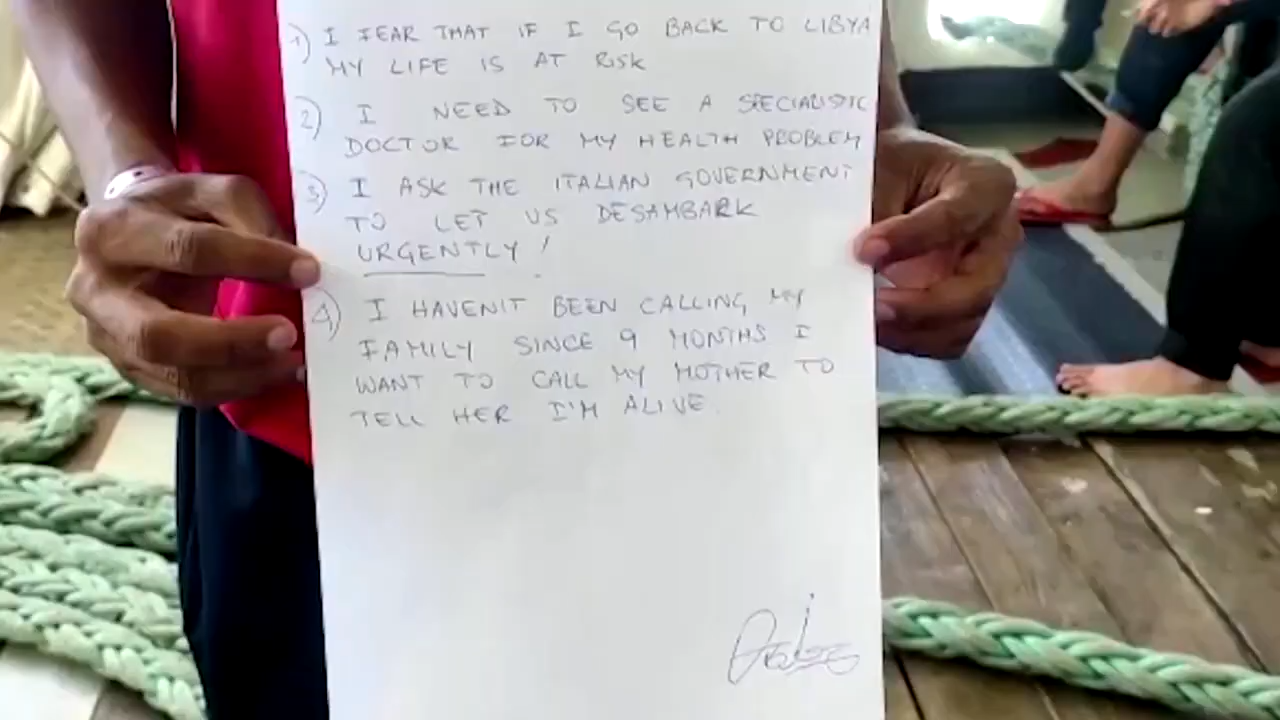 1) I FEAR THAT IF I GO BACK TO LIBYA
MY LIFE IS AT RISK
2) I NEED TO SEE A SPECIALISTIC
DOCTOR FOR MY HEALTH PROBLEM
3) I ASK THE ITALIAN GOVERNMENT
TO LET US DESAMBARK
URGENTLY!
4) I HAVEN'T BEEN CALLING MY
FAMILY SINCE 9 MONTHS I
WANT TO CALL MY MOTHER TO
TELL HER I'M ALIVE.